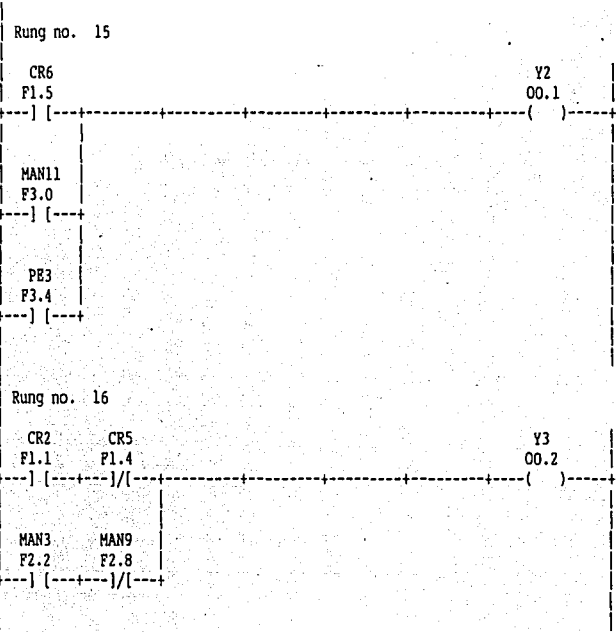 Rung no. 15
CR6 Y2
F1.5 O0.1
---] [---+---------+---------+---------+---------+---------+----(   )-----+
MAN11
F3.0
+---] [---+
PE3
F3.4
+---] [---+
Rung no. 16
CR2 CR5 Y3
F1.1 F1.4 O0.2
---] [---+---]/[---+---------+---------+---------+---------+----(   )-----+
MAN3 MAN9
F2.2 F2.8
+---] [---+---]/[---+